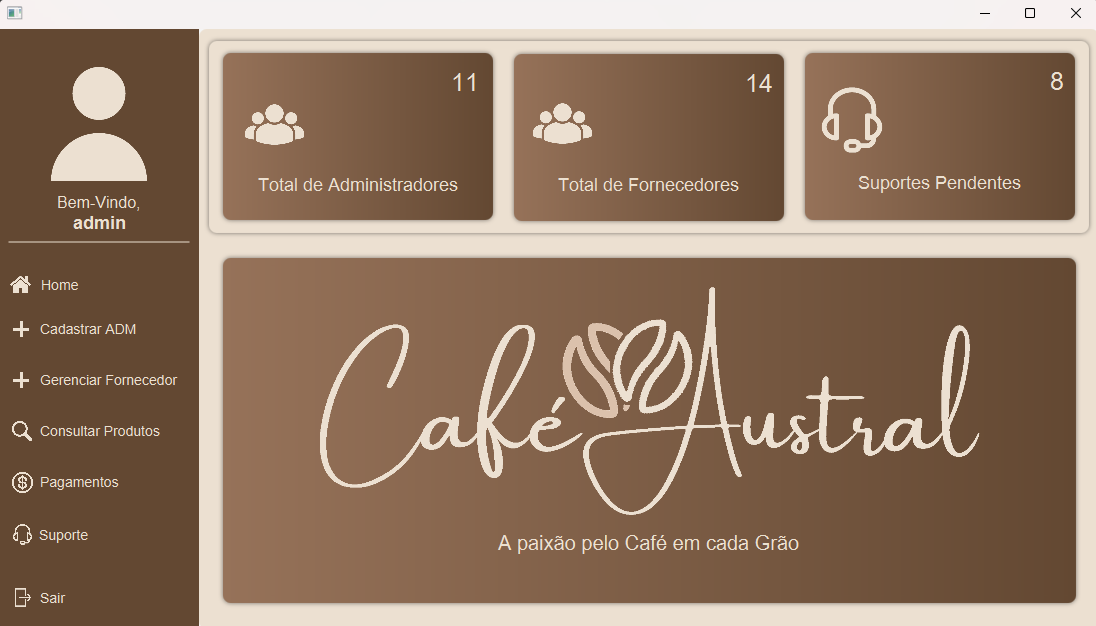 Bem-Vindo,
admin
Home
Cadastrar ADM
Gerenciar Fornecedor
Consultar Produtos
Pagamentos
Suporte
Sair
11
Total de Administradores
14
Total de Fornecedores
8
Suportes Pendentes
Café Austral
A paixão pelo Café em cada Grão